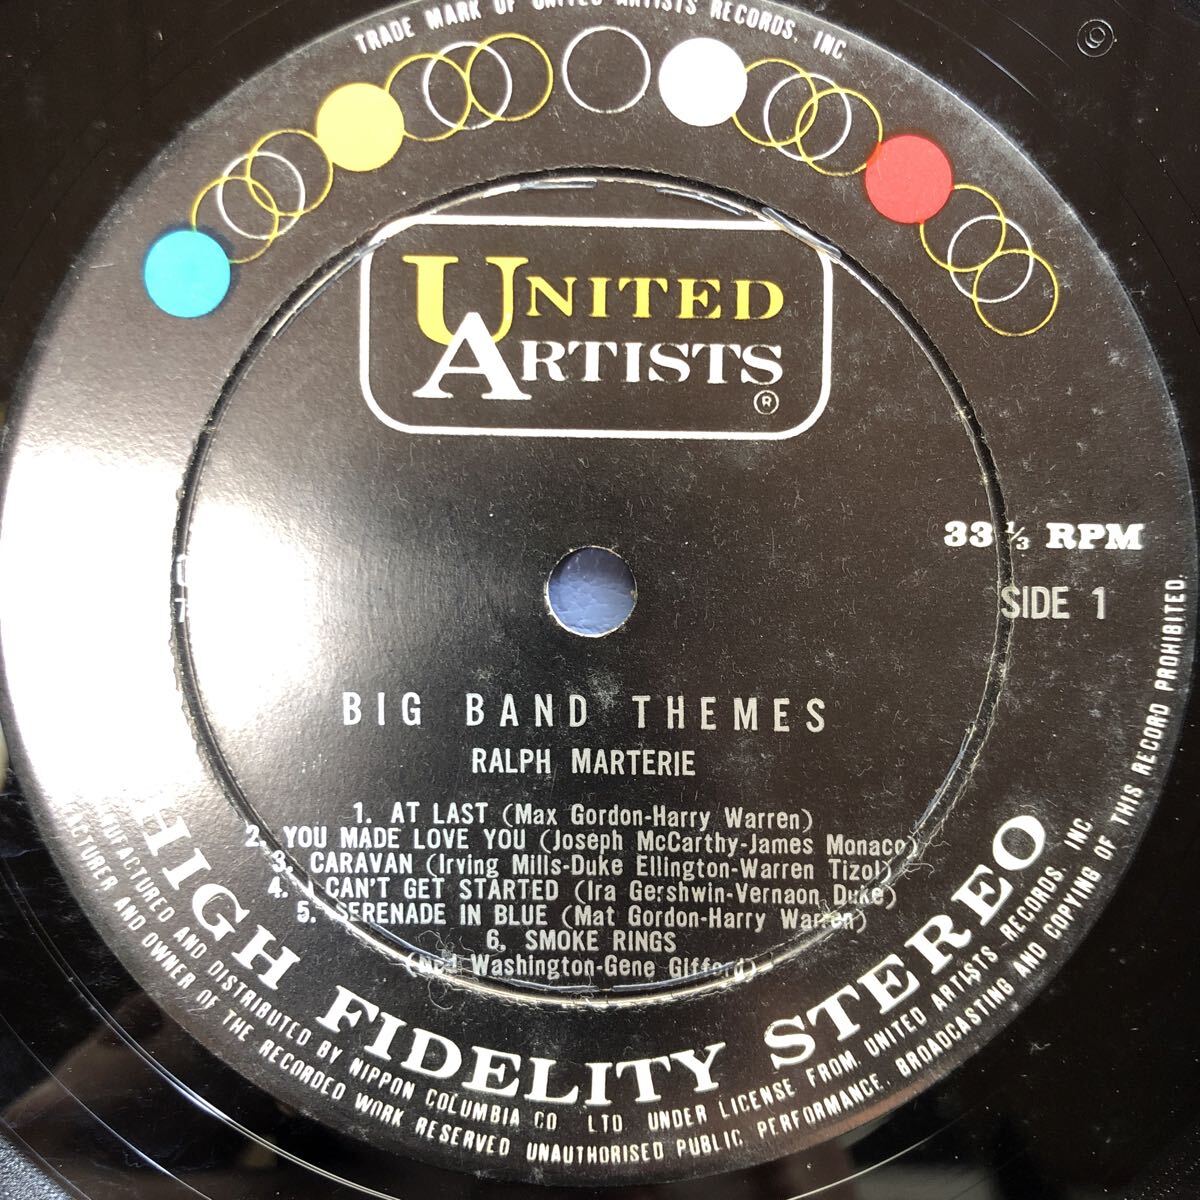 TRADE MARK OF UNITED ARTISTS RECORDS, INC
UNITED
ARTISTS
®
33 1/3 RPM
SIDE 1
BIG BAND THEMES
RALPH MARTERIE
1. AT LAST (Max Gordon-Harry Warren)
2. YOU MADE LOVE YOU (Joseph McCarthy-James Monaco)
3. CARAVAN (Irving Mills-Duke Ellington-Warren Tizol)
4. I CAN'T GET STARTED (Ira Gershwin-Vernaon Duke)
5. SERENADE IN BLUE (Mat Gordon-Harry Warren)
6. SMOKE RINGS
(Ned Washington-Gene Gifford)
HIGH FIDELITY STEREO
MANUFACTURED AND DISTRIBUTED BY NIPPON COLUMBIA CO LTD UNDER LICENSE FROM UNITED ARTISTS RECORDS, INC.
OWNER OF THE RECORDED WORK RESERVED UNAUTHORISED PUBLIC PERFORMANCE. BROADCASTING AND COPYING OF THIS RECORD PROHIBITED.